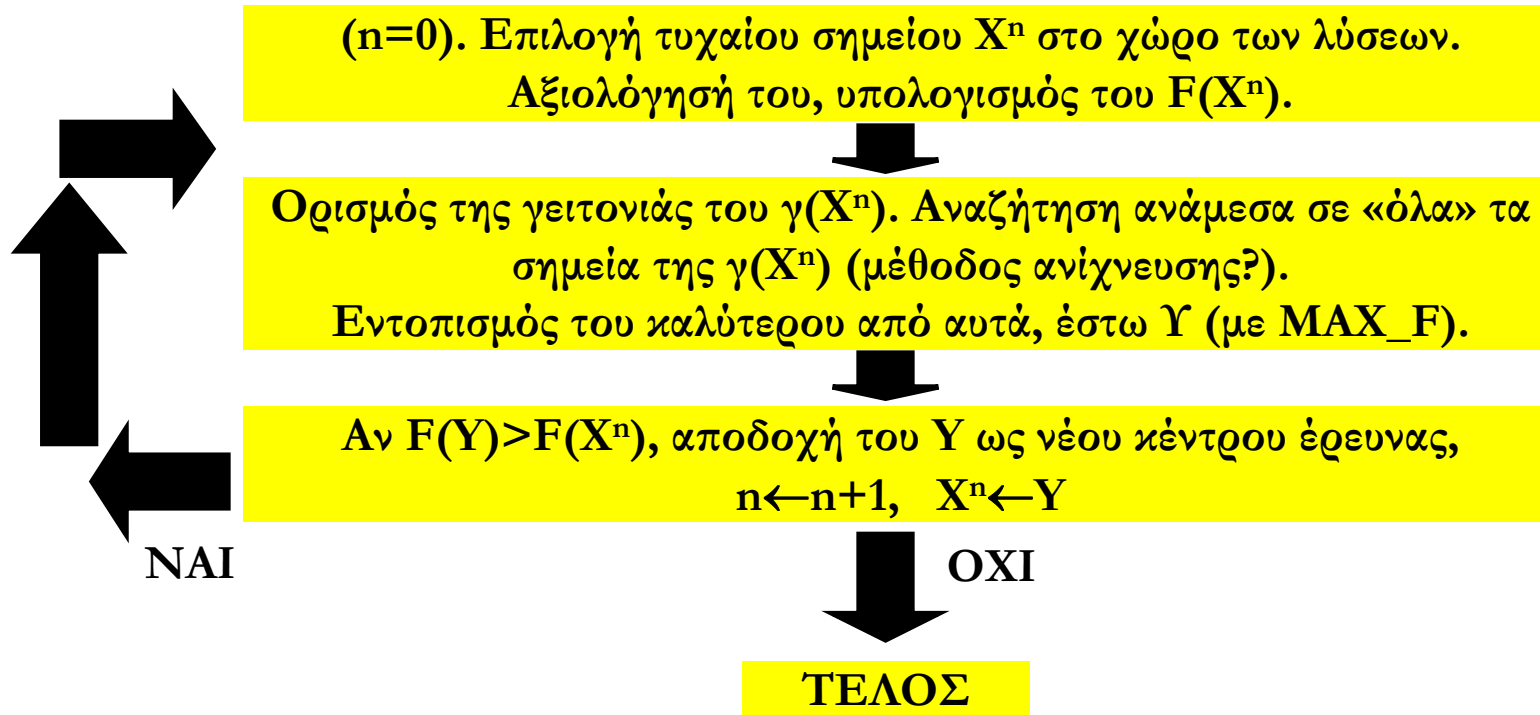 (n=0). Επιλογή τυχαίου σημείου Xⁿ στο χώρο των λύσεων.
Αξιολόγησή του, υπολογισμός του F(Xⁿ).
Ορισμός της γειτονιάς του γ(Xⁿ). Αναζήτηση ανάμεσα σε «όλα» τα
σημεία της γ(Xⁿ) (μέθοδος ανίχνευσης?).
Εντοπισμός του καλύτερου από αυτά, έστω Υ (με MAX_F).
Αν F(Y)>F(Xⁿ), αποδοχή του Υ ως νέου κέντρου έρευνας,
n←n+1, Xⁿ←Y
ΝΑΙ
ΟΧΙ
ΤΕΛΟΣ